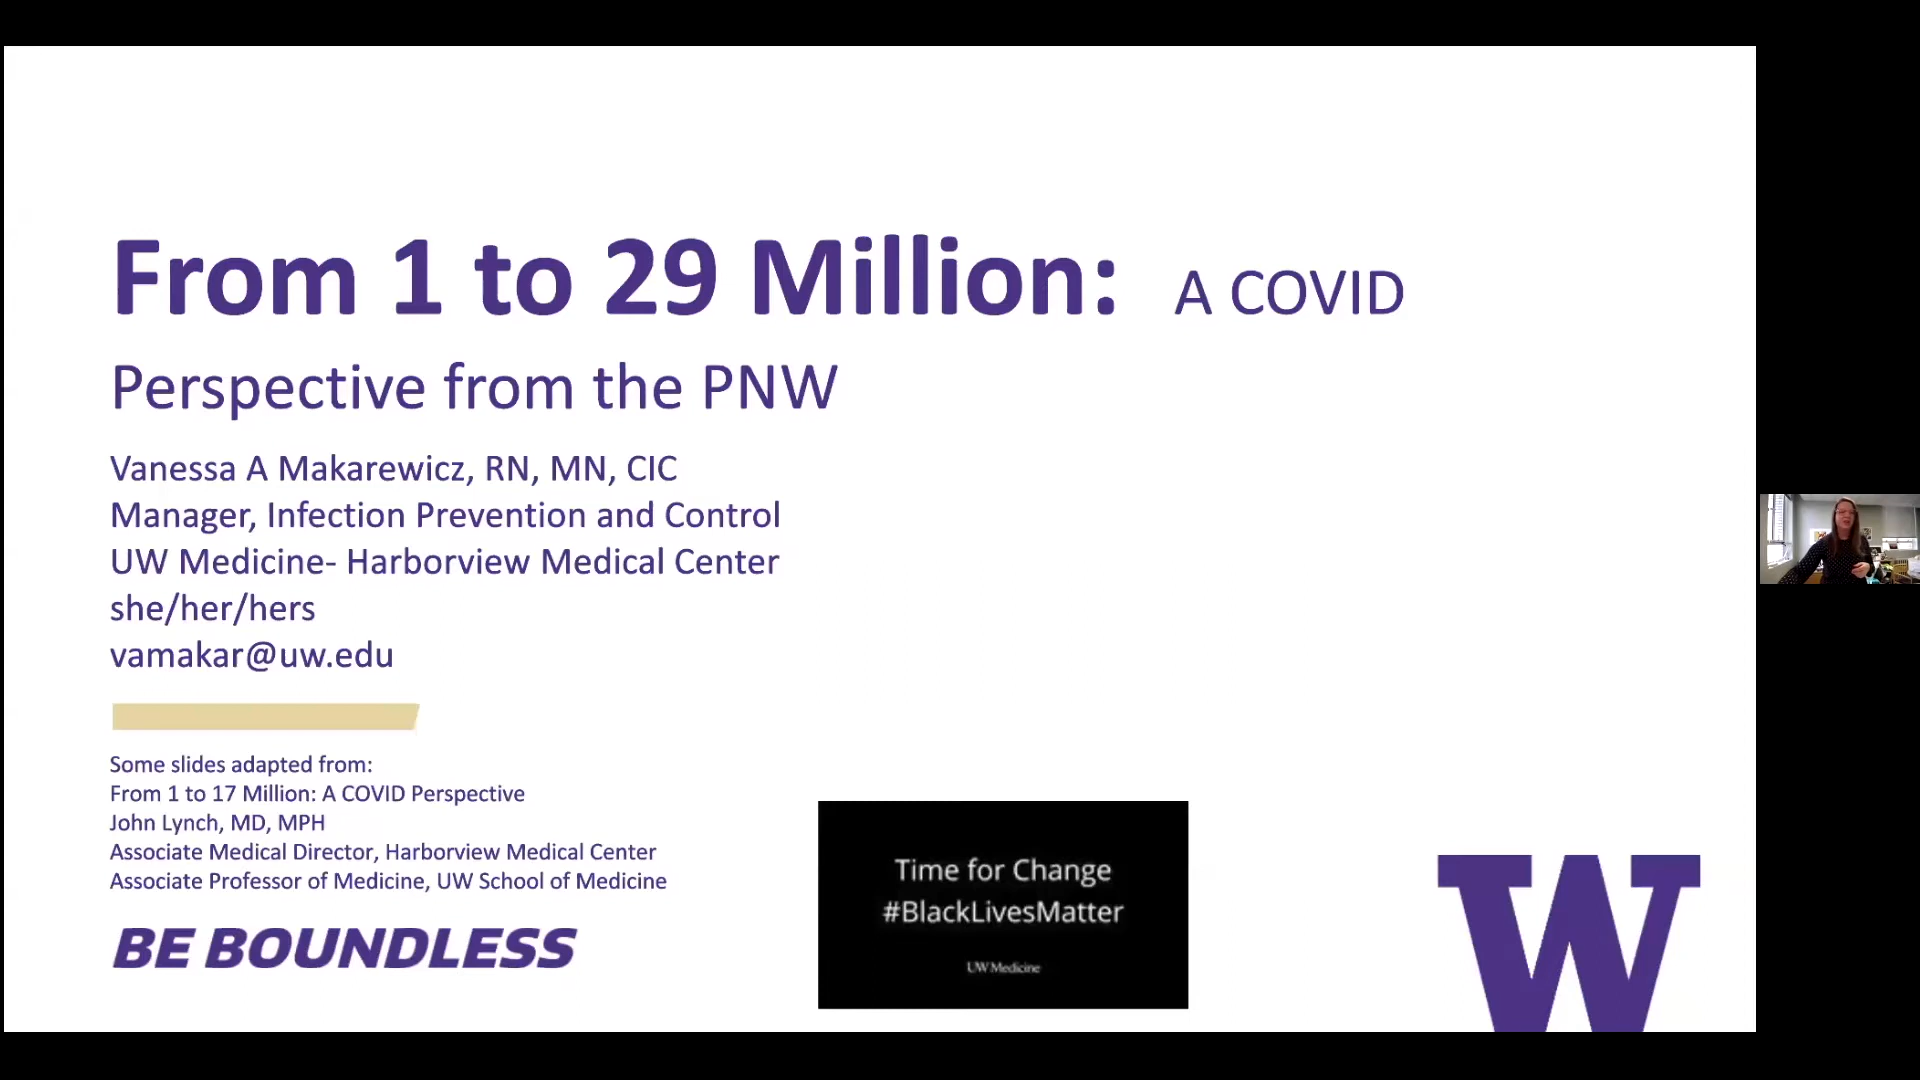 From 1 to 29 Million: A COVID
Perspective from the PNW
Vanessa A Makarewicz, RN, MN, CIC
Manager, Infection Prevention and Control
UW Medicine- Harborview Medical Center
she/her/hers
vamakar@uw.edu
Some slides adapted from:
From 1 to 17 Million: A COVID Perspective
John Lynch, MD, MPH
Associate Medical Director, Harborview Medical Center
Associate Professor of Medicine, UW School of Medicine
BE BOUNDLESS
Time for Change
#BlackLivesMatter
UW Medicine
W